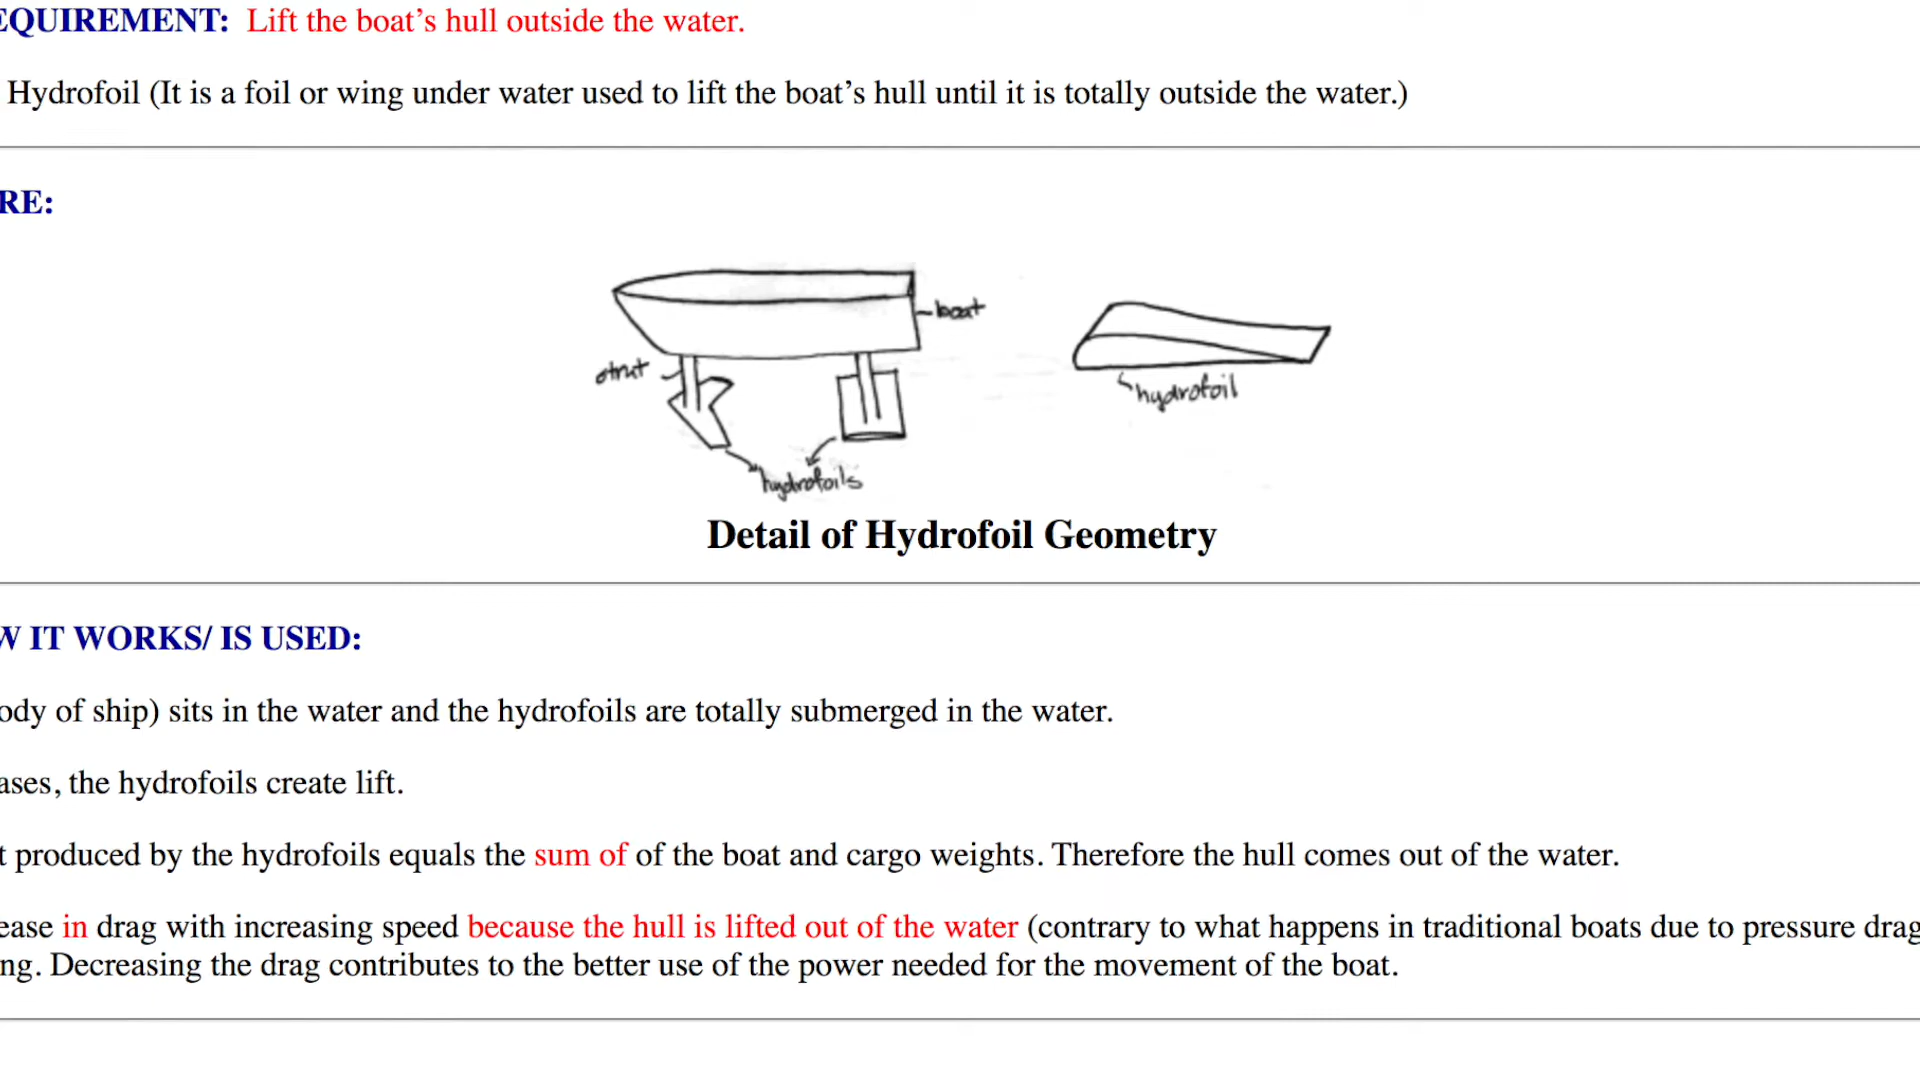 EQUIREMENT: Lift the boat’s hull outside the water.
Hydrofoil (It is a foil or wing under water used to lift the boat’s hull until it is totally outside the water.)
RE:
boat
strut
hydrofoil
hydrofoils
Detail of Hydrofoil Geometry
W IT WORKS/ IS USED:
ody of ship) sits in the water and the hydrofoils are totally submerged in the water.
ases, the hydrofoils create lift.
t produced by the hydrofoils equals the sum of of the boat and cargo weights. Therefore the hull comes out of the water.
ease in drag with increasing speed because the hull is lifted out of the water (contrary to what happens in traditional boats due to pressure drag
ng. Decreasing the drag contributes to the better use of the power needed for the movement of the boat.